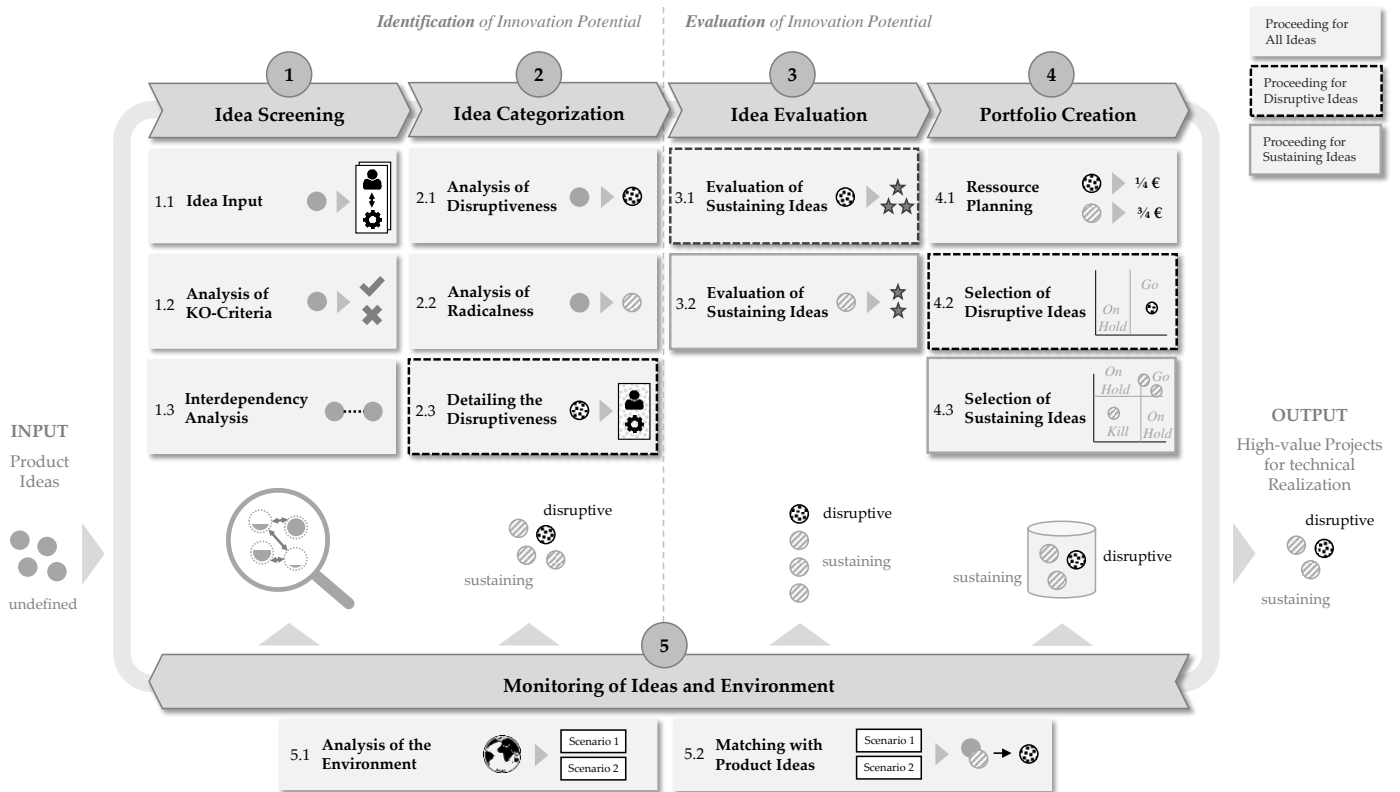 Identification of Innovation Potential
Evaluation of Innovation Potential
Proceeding for
All Ideas
Proceeding for
Disruptive Ideas
Proceeding for
Sustaining Ideas
1
Idea Screening
2
Idea Categorization
3
Idea Evaluation
4
Portfolio Creation
1.1 Idea Input
1.2 Analysis of
KO-Criteria
1.3 Interdependency
Analysis
2.1 Analysis of
Disruptiveness
2.2 Analysis of
Radicalness
2.3 Detailing the
Disruptiveness
3.1 Evaluation of
Sustaining Ideas
3.2 Evaluation of
Sustaining Ideas
4.1 Ressource
Planning
¼ €
¾ €
4.2 Selection of
Disruptive Ideas
Go
On
Hold
4.3 Selection of
Sustaining Ideas
On
Hold
Go
Kill
On
Hold
INPUT
Product
Ideas
undefined
disruptive
sustaining
disruptive
sustaining
sustaining
disruptive
OUTPUT
High-value Projects
for technical
Realization
disruptive
sustaining
5
Monitoring of Ideas and Environment
5.1 Analysis of the
Environment
Scenario 1
Scenario 2
5.2 Matching with
Product Ideas
Scenario 1
Scenario 2